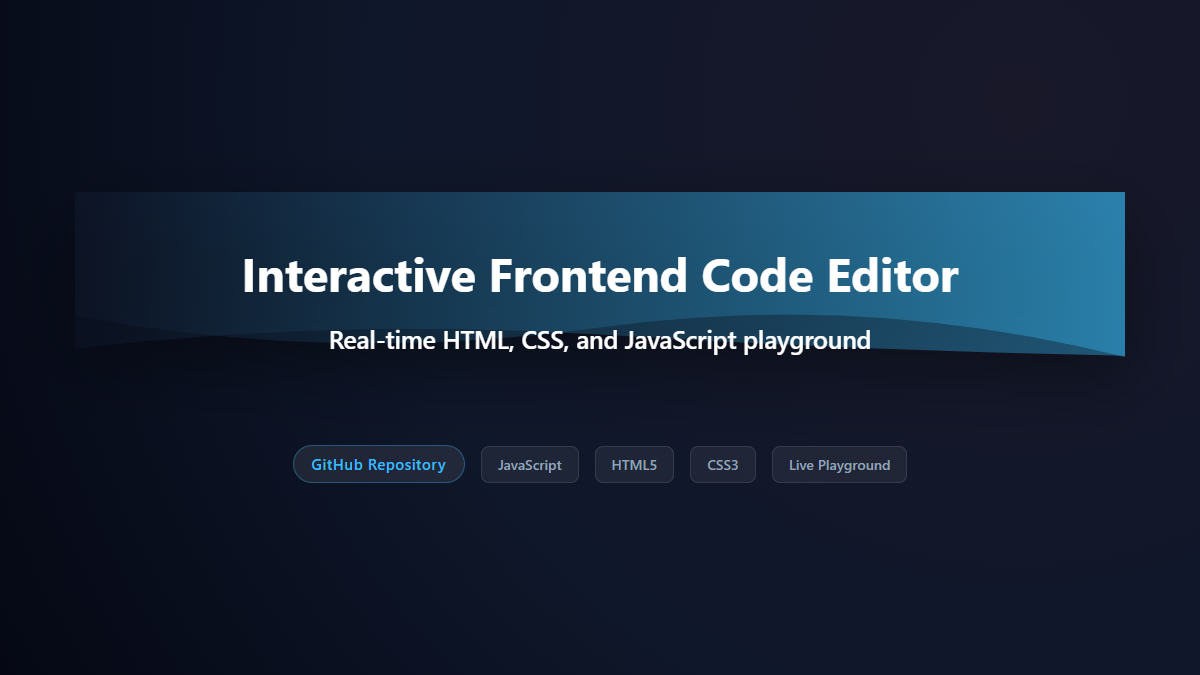 Interactive Frontend Code Editor
Real-time HTML, CSS, and JavaScript playground
GitHub Repository JavaScript HTML5 CSS3 Live Playground